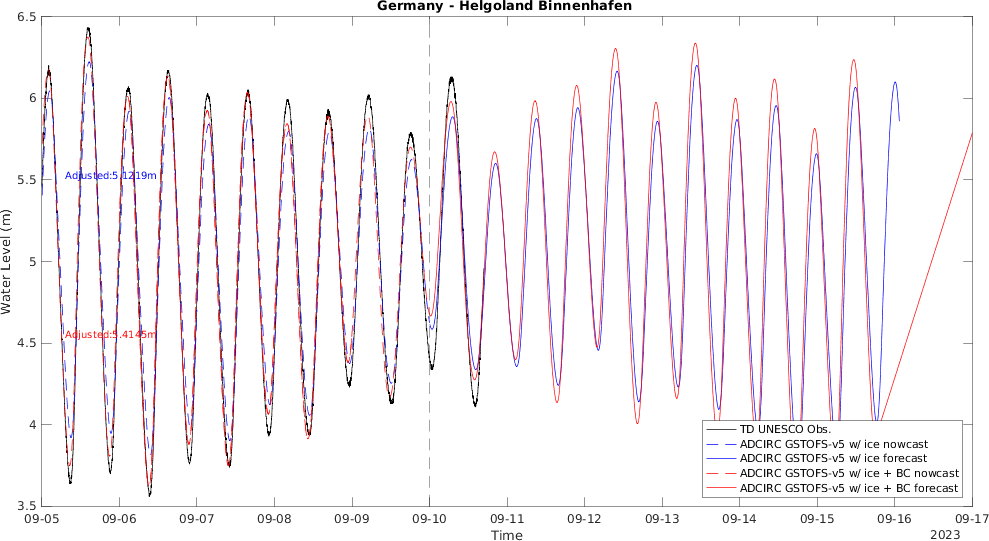 Germany - Helgoland Binnenhafen
6.5
6
5.5
5
4.5
4
3.5
Water Level (m)
Adjusted:5.1219m
Adjusted:5.4145m
TD UNESCO Obs.
ADCIRC GSTOFS-v5 w/ ice nowcast
ADCIRC GSTOFS-v5 w/ ice forecast
ADCIRC GSTOFS-v5 w/ ice + BC nowcast
ADCIRC GSTOFS-v5 w/ ice + BC forecast
09-05 09-06 09-07 09-08 09-09 09-10 09-11 09-12 09-13 09-14 09-15 09-16 09-17
Time
2023